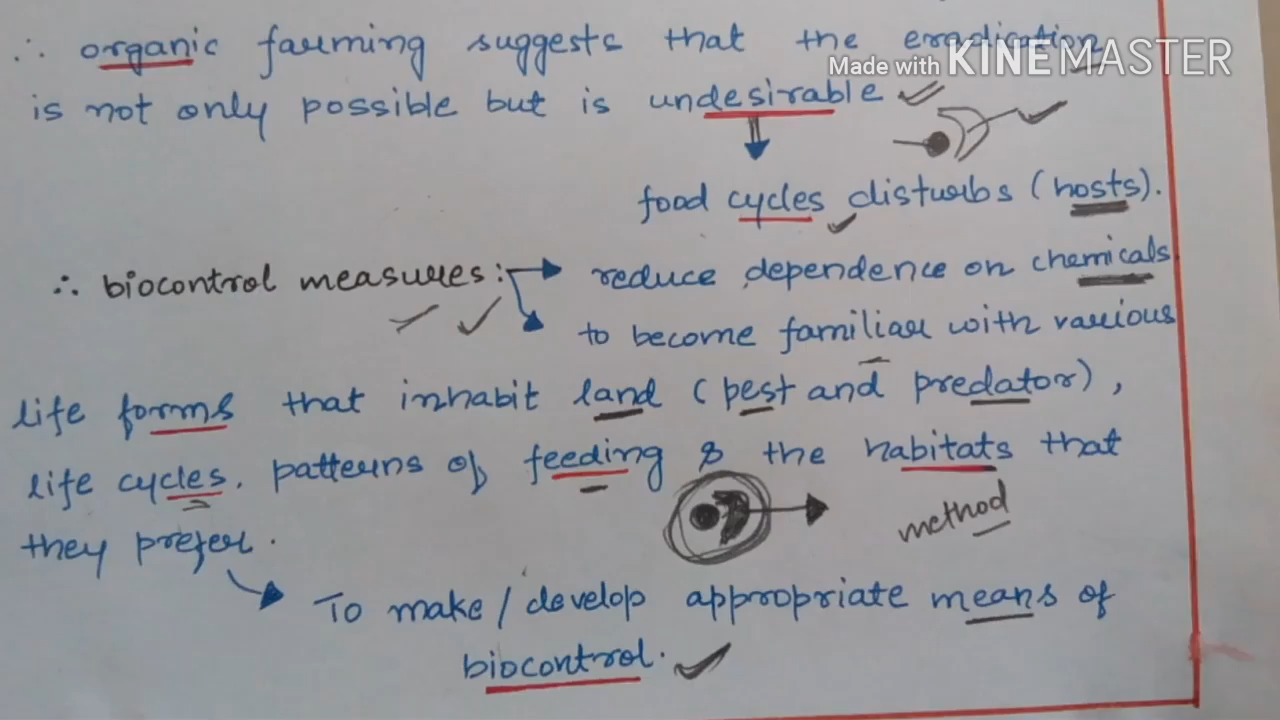 ∴ organic farming suggests that the eradication
Made with KINEMASTER
is not only possible but is undesirable
food cycles disturbs (hosts).
∴ biocontrol measures: reduce dependence on chemicals
to become familiar with various
life forms that inhabit land (pest and predator),
life cycles, patterns of feeding & the habitats that
they prefer.
method
To make / develop appropriate means of
biocontrol.